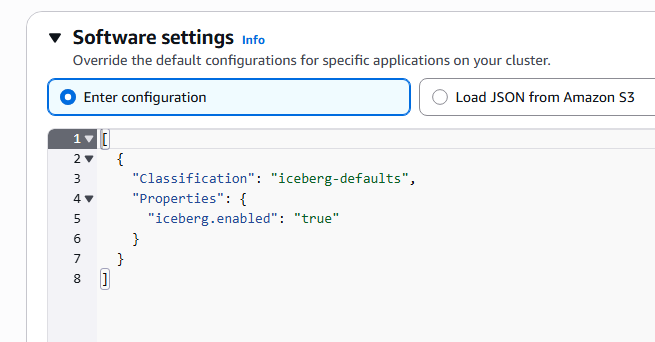 Software settings Info
Override the default configurations for specific applications on your cluster.
Enter configuration
Load JSON from Amazon S3
1 [
2 {
3 "Classification": "iceberg-defaults",
4 "Properties": {
5 "iceberg.enabled": "true"
6 }
7 }
8 ]